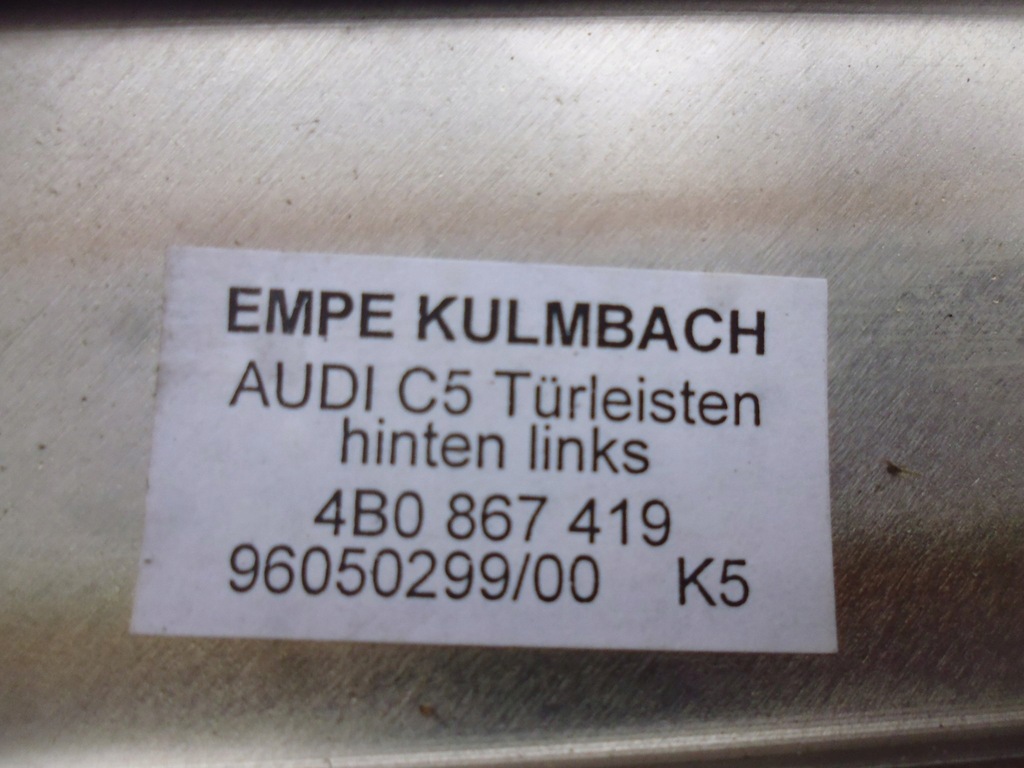 EMPE KULMBACH
AUDI C5 Türleisten
hinten links
4B0 867 419
96050299/00 K5